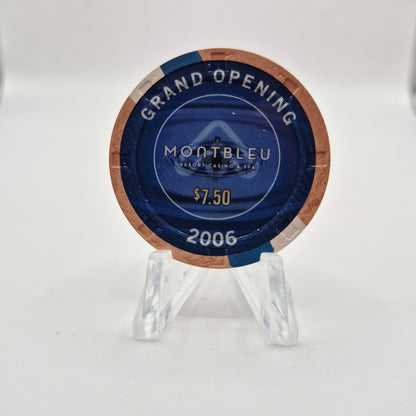 GRAND OPENING
MONTBLEU
RESORT CASINO & SPA
$7.50
2006